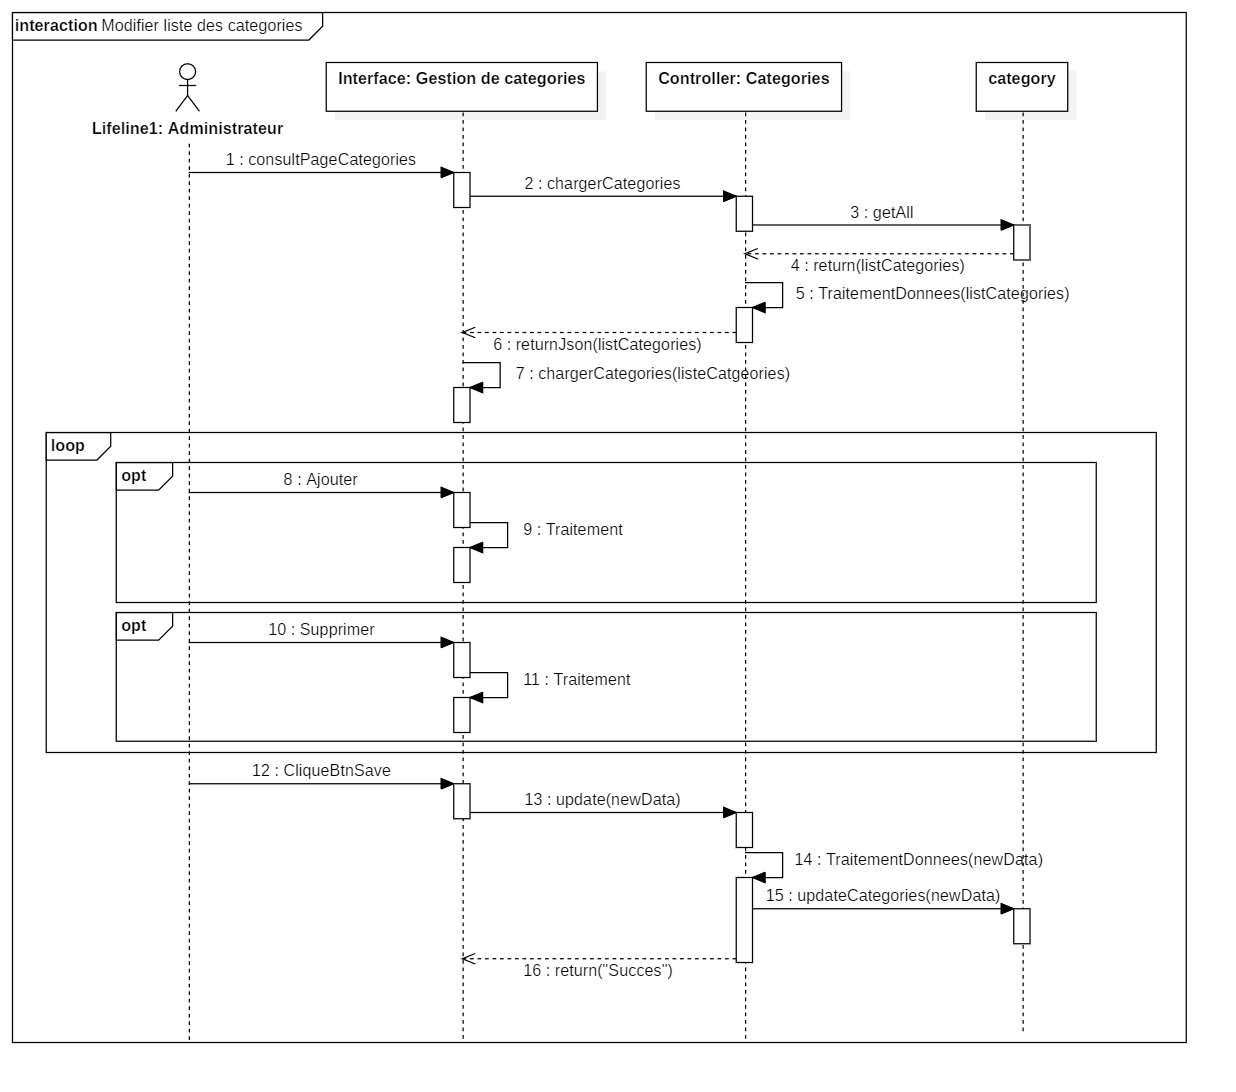 interaction Modifier liste des categories
Interface: Gestion de categories
Controller: Categories
category
Lifeline1: Administrateur
1 : consultPageCategories
2 : chargerCategories
3 : getAll
4 : return(listCategories)
5 : TraitementDonnees(listCategories)
6 : returnJson(listCategories)
7 : chargerCategories(listeCatgeories)
loop
opt
8 : Ajouter
9 : Traitement
opt
10 : Supprimer
11 : Traitement
12 : CliqueBtnSave
13 : update(newData)
14 : TraitementDonnees(newData)
15 : updateCategories(newData)
16 : return("Succes")